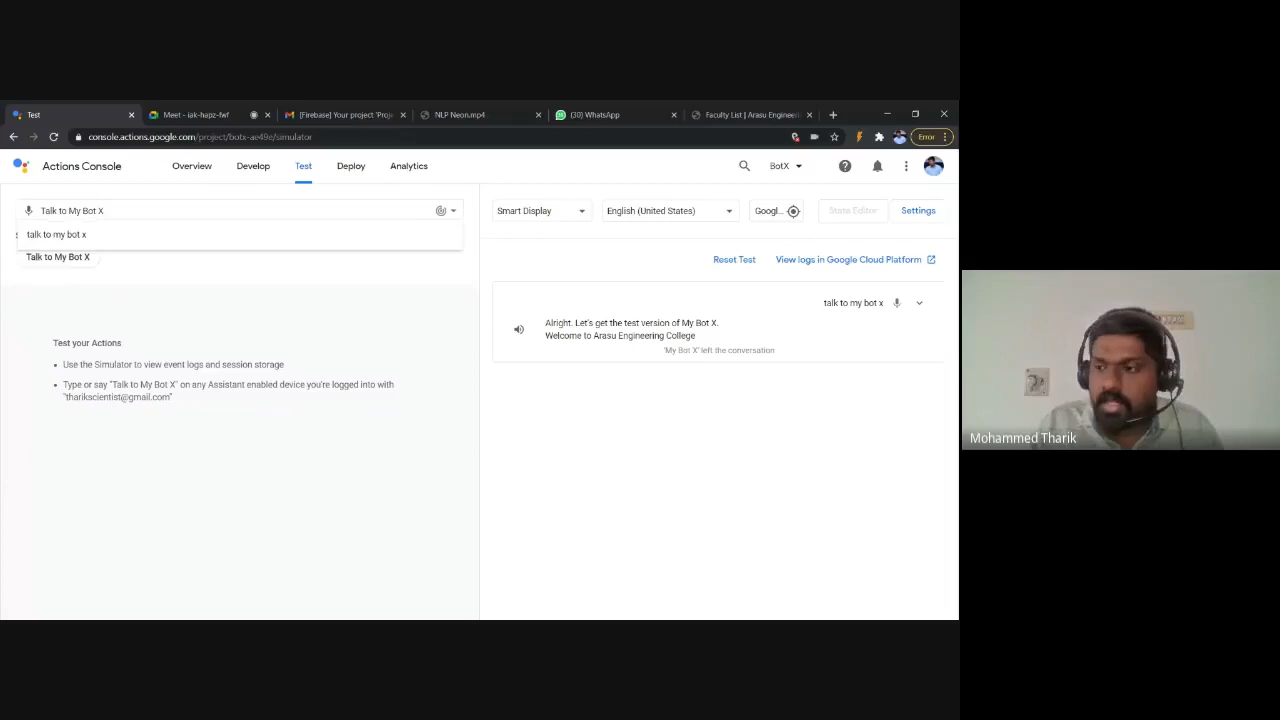 Test
Meet - iak-hapz-fwf
[Firebase] Your project 'Proje
NLP Neon.mp4
(30) WhatsApp
Faculty List | Arasu Engineerin
console.actions.google.com/project/botx-ae49e/simulator
Error
Actions Console
Overview
Develop
Test
Deploy
Analytics
BotX
Talk to My Bot X
talk to my bot x
Talk to My Bot X
Smart Display
English (United States)
Googl...
State Editor
Settings
Reset Test
View logs in Google Cloud Platform
talk to my bot x
Alright. Let's get the test version of My Bot X.
Welcome to Arasu Engineering College
'My Bot X' left the conversation
Test your Actions
Use the Simulator to view event logs and session storage
Type or say "Talk to My Bot X" on any Assistant enabled device you're logged into with
"tharikscientist@gmail.com"
Mohammed Tharik